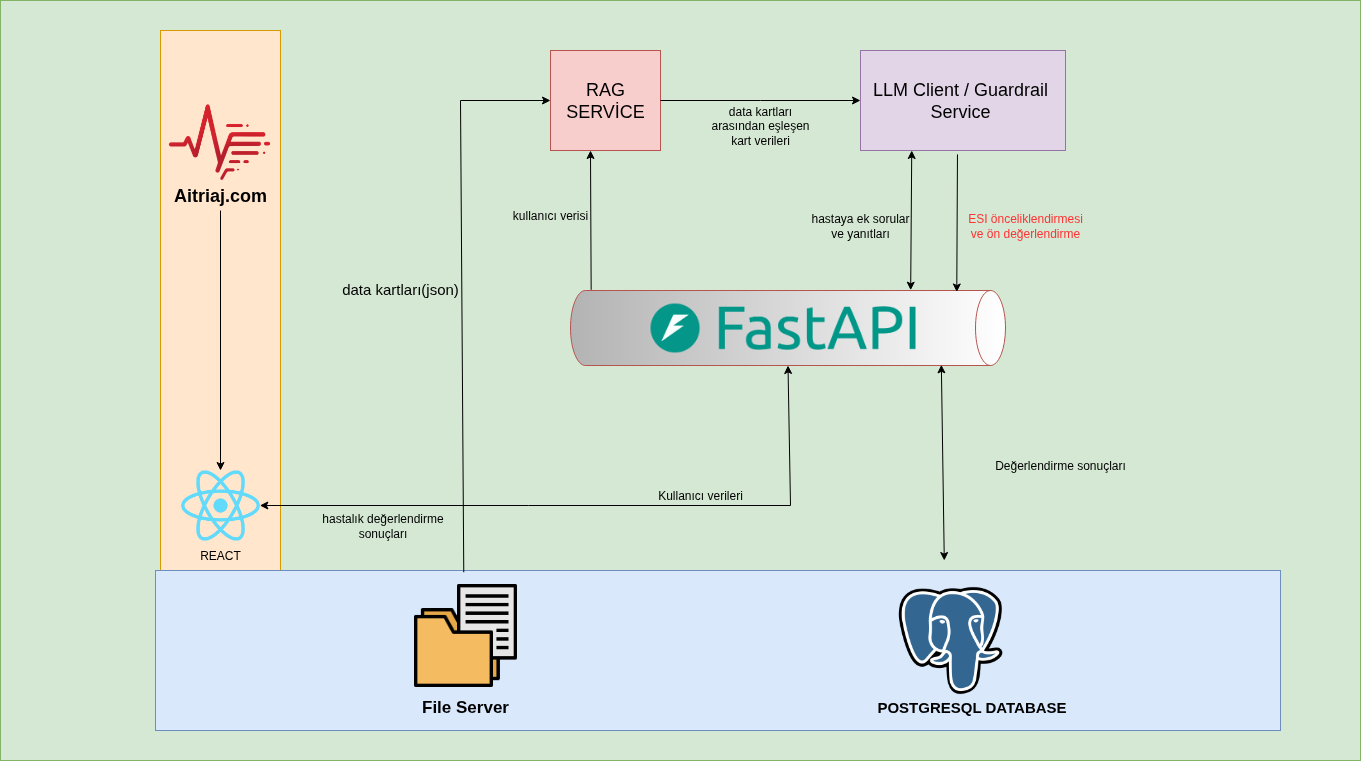 RAG
SERVİCE
LLM Client / Guardrail
Service
data kartları
arasından eşleşen
kart verileri
Aitriaj.com
kullanıcı verisi
hastaya ek sorular
ve yanıtları
ESI önceliklendirmesi
ve ön değerlendirme
data kartları(json)
FastAPI
Değerlendirme sonuçları
Kullanıcı verileri
hastalık değerlendirme
sonuçları
REACT
File Server
POSTGRESQL DATABASE